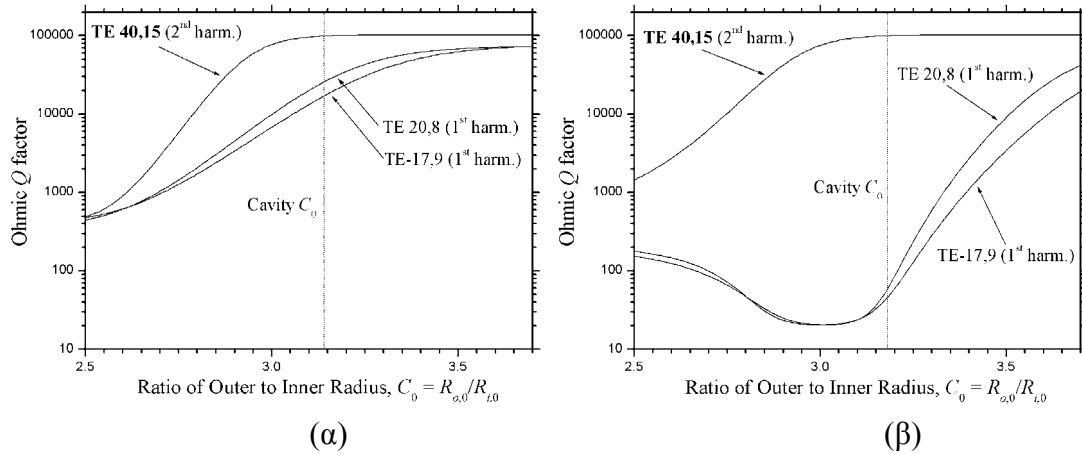 TE 40,15 (2nd harm.)
100000
10000
1000
100
10
Ohmic Q factor
TE 20,8 (1st harm.)
TE-17,9 (1st harm.)
Cavity C0
2.5 3.0 3.5
Ratio of Outer to Inner Radius, C0 = Ro,0/Ri,0
(α)
TE 40,15 (2nd harm.)
100000
10000
1000
100
10
Ohmic Q factor
TE 20,8 (1st harm.)
Cavity C0
TE-17,9 (1st harm.)
2.5 3.0 3.5
Ratio of Outer to Inner Radius, C0 = Ro,0/Ri,0
(β)